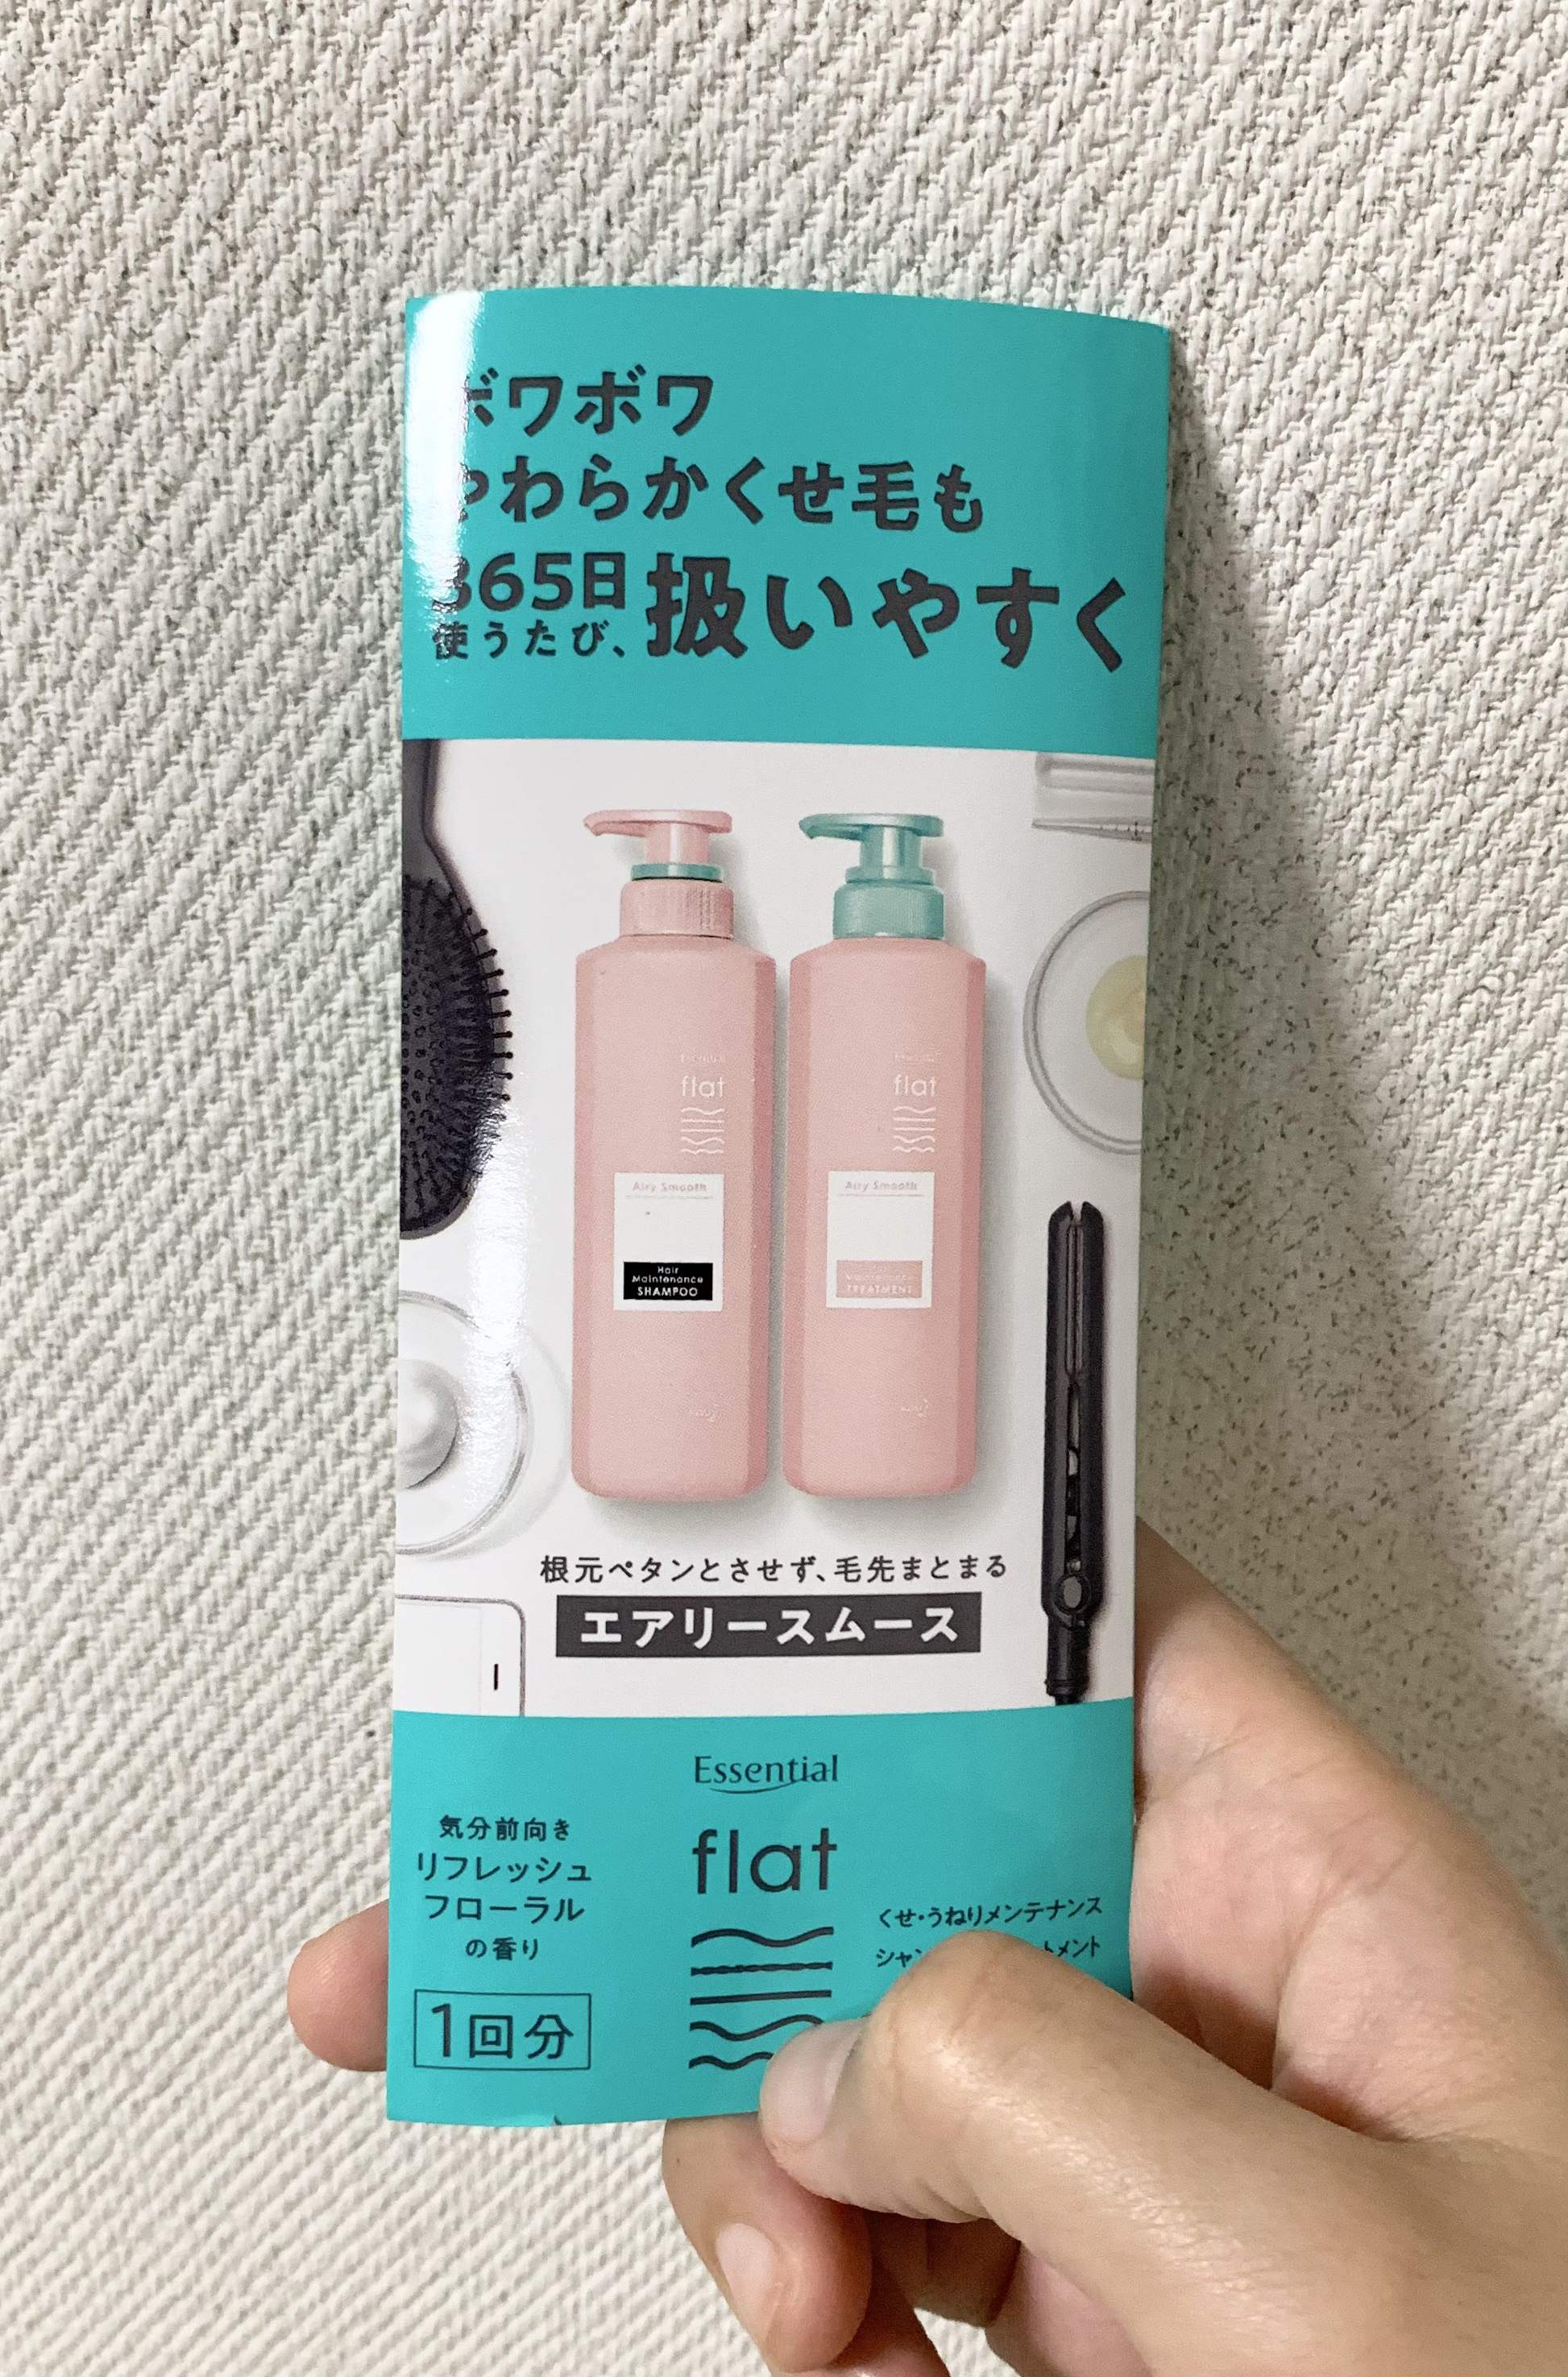 ボワボワ
やわらかくせ毛も
365日
使うたび、扱いやすく
flat
flat
Airy Smooth
Airy Smooth
Hair
Maintenance
SHAMPOO
Maintenance
TREATMENT
根元ペタンとさせず、毛先まとまる
エアリースムース
Essential
flat
気分前向き
リフレッシュ
フローラル
の香り
1回分
くせ・うねりメンテナンス